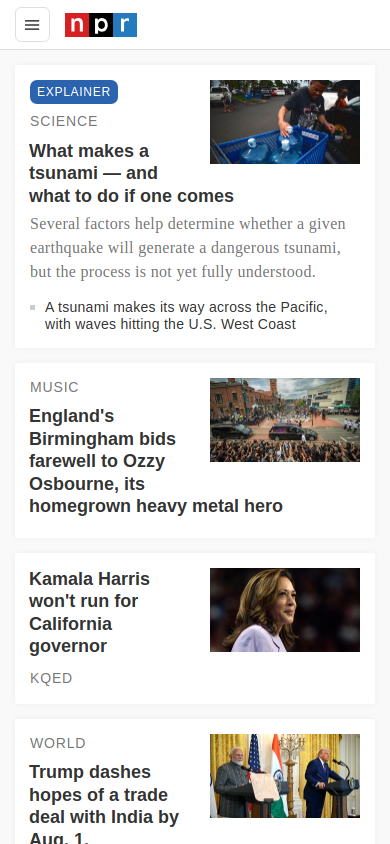 npr
EXPLAINER
SCIENCE
What makes a
tsunami — and
what to do if one comes
Several factors help determine whether a given
earthquake will generate a dangerous tsunami,
but the process is not yet fully understood.
A tsunami makes its way across the Pacific,
with waves hitting the U.S. West Coast
MUSIC
England's
Birmingham bids
farewell to Ozzy
Osbourne, its
homegrown heavy metal hero
Kamala Harris
won't run for
California
governor
KQED
WORLD
Trump dashes
hopes of a trade
deal with India by
Aug. 1.